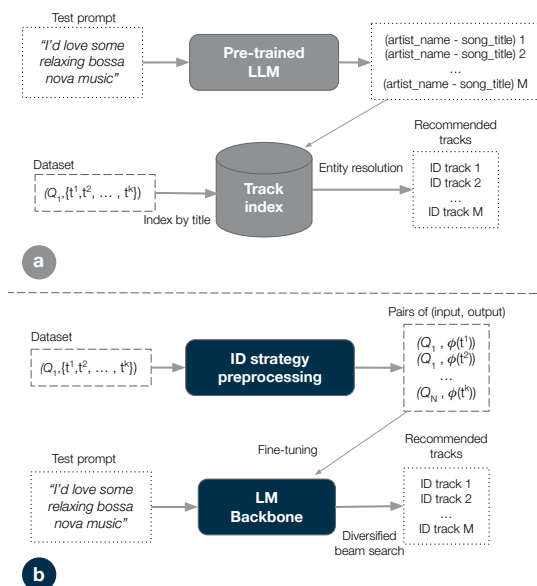 Test prompt
"I'd love some
relaxing bossa
nova music"
Pre-trained
LLM
(artist_name - song_title) 1
(artist_name - song_title) 2
...
(artist_name - song_title) M
Dataset
(Q₁,{t¹,t², ... , tᵏ})
Index by title
Track
index
Entity resolution
Recommended
tracks
ID track 1
ID track 2
...
ID track M
a
Dataset
(Q₁,{t¹,t², ... , tᵏ})
ID strategy
preprocessing
Pairs of (input, output)
(Q₁ , ϕ(t¹))
(Q₁ , ϕ(t²))
...
(Q_N , ϕ(tᵏ))
Fine-tuning
Test prompt
"I'd love some
relaxing bossa
nova music"
LM
Backbone
Diversified
beam search
Recommended
tracks
ID track 1
ID track 2
...
ID track M
b